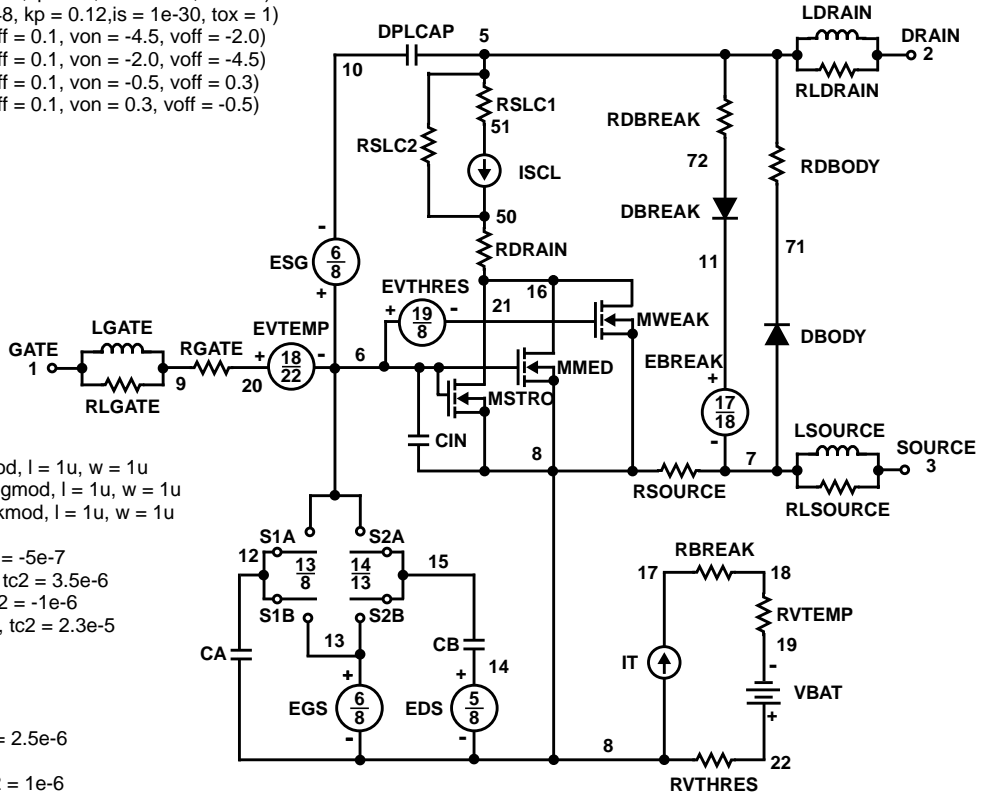 48, kp = 0.12,is = 1e-30, tox = 1)
ff = 0.1, von = -4.5, voff = -2.0)
ff = 0.1, von = -2.0, voff = -4.5)
ff = 0.1, von = -0.5, voff = 0.3)
ff = 0.1, von = 0.3, voff = -0.5)
LDRAIN
DPLCAP
5
DRAIN
2
10
RLDRAIN
RSLC1
51
RDBREAK
RSLC2
72
RDBODY
ISCL
DBREAK
50
RDRAIN
71
ESG
6
8
11
EVTHRES
16
19
8
21
MWEAK
LGATE
EVTEMP
DBODY
GATE
1
RGATE
18
22
6
MMED
EBREAK
9
20
MSTRO
17
18
RLGATE
LSOURCE
CIN
SOURCE
3
8
7
RSOURCE
RLSOURCE
od, l = 1u, w = 1u
gmod, l = 1u, w = 1u
kmod, l = 1u, w = 1u
= -5e-7
tc2 = 3.5e-6
2 = -1e-6
, tc2 = 2.3e-5
= 2.5e-6
2 = 1e-6
S1A
S2A
12
13
8
14
13
15
S1B
S2B
13
CA
CB
14
EGS
6
8
EDS
5
8
RBREAK
17
18
RVTEMP
19
IT
VBAT
8
22
RVTHRES